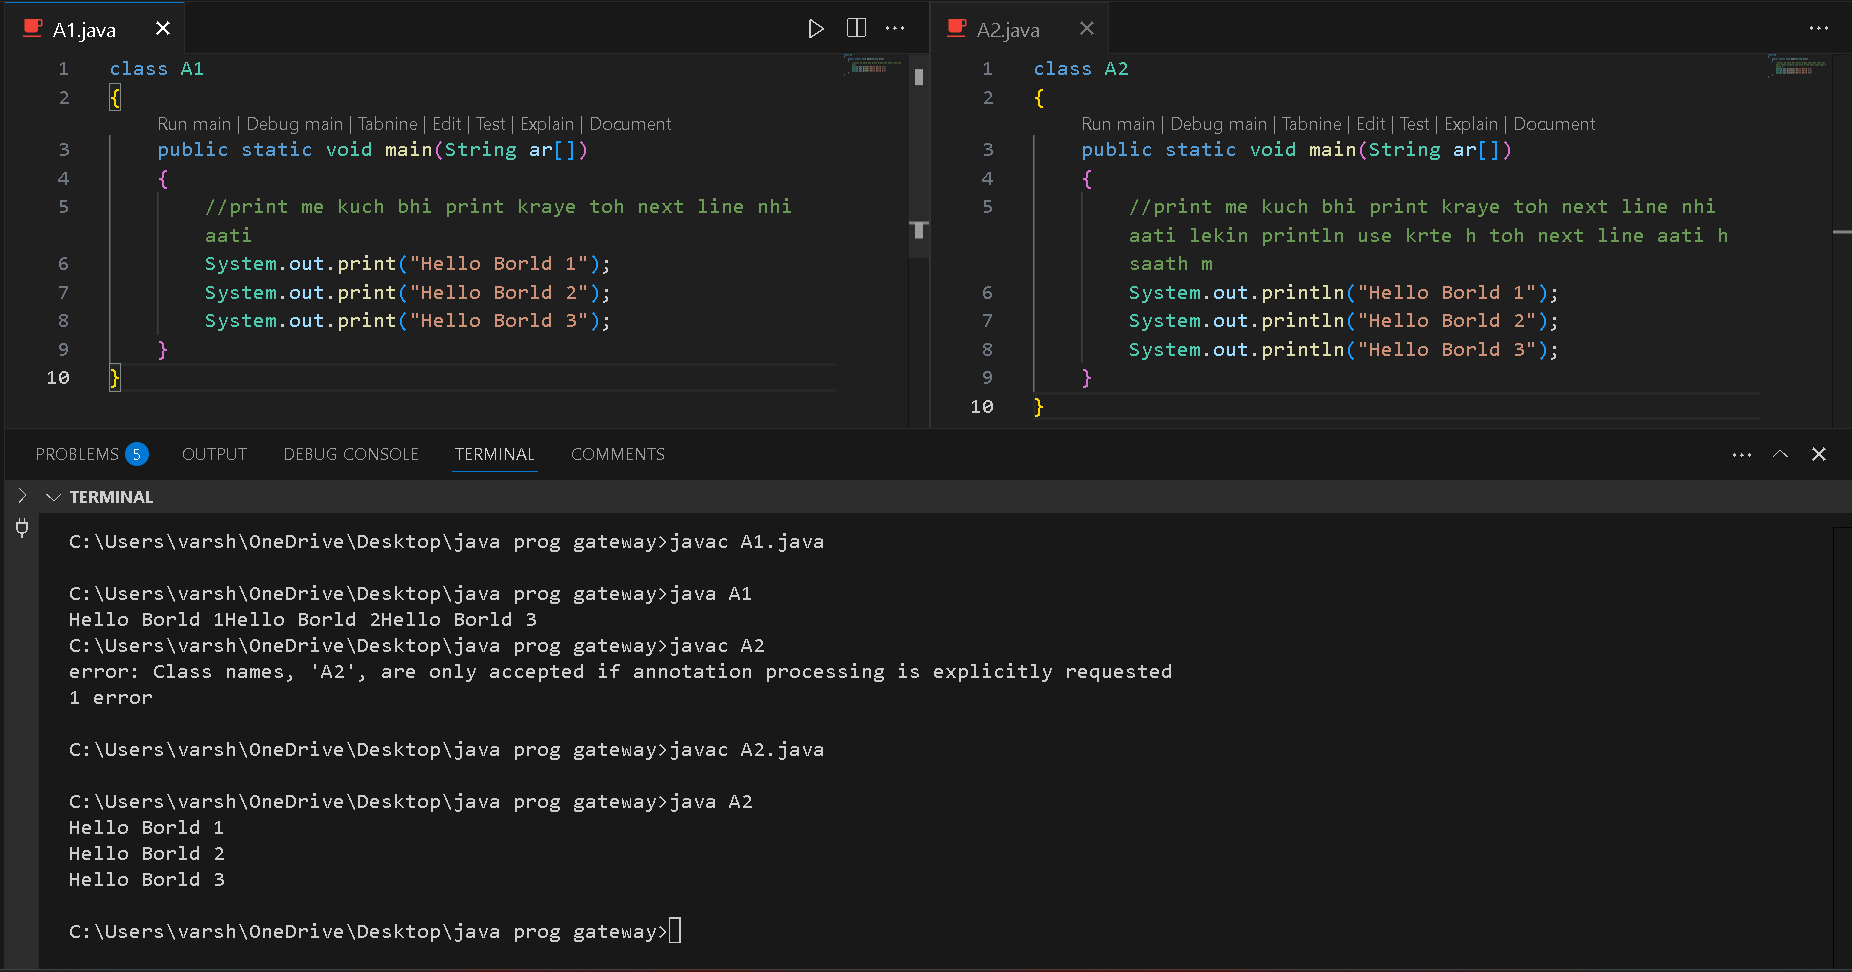 A1.java
1 class A1
2 {
Run main | Debug main | Tabnine | Edit | Test | Explain | Document
3 public static void main(String ar[])
4 {
5 //print me kuch bhi print kraye toh next line nhi
aati
6 System.out.print("Hello Borld 1");
7 System.out.print("Hello Borld 2");
8 System.out.print("Hello Borld 3");
9 }
10 }
A2.java
1 class A2
2 {
Run main | Debug main | Tabnine | Edit | Test | Explain | Document
3 public static void main(String ar[])
4 {
5 //print me kuch bhi print kraye toh next line nhi
aati lekin println use krte h toh next line aati h
saath m
6 System.out.println("Hello Borld 1");
7 System.out.println("Hello Borld 2");
8 System.out.println("Hello Borld 3");
9 }
10 }
PROBLEMS 5 OUTPUT DEBUG CONSOLE TERMINAL COMMENTS
TERMINAL
C:\Users\varsh\OneDrive\Desktop\java prog gateway>javac A1.java
C:\Users\varsh\OneDrive\Desktop\java prog gateway>java A1
Hello Borld 1Hello Borld 2Hello Borld 3
C:\Users\varsh\OneDrive\Desktop\java prog gateway>javac A2
error: Class names, 'A2', are only accepted if annotation processing is explicitly requested
1 error
C:\Users\varsh\OneDrive\Desktop\java prog gateway>javac A2.java
C:\Users\varsh\OneDrive\Desktop\java prog gateway>java A2
Hello Borld 1
Hello Borld 2
Hello Borld 3
C:\Users\varsh\OneDrive\Desktop\java prog gateway>